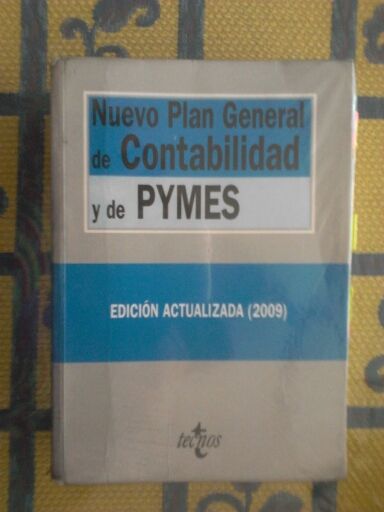 Nuevo Plan General
de Contabilidad
y de PYMES
EDICIÓN ACTUALIZADA (2009)
tecnos